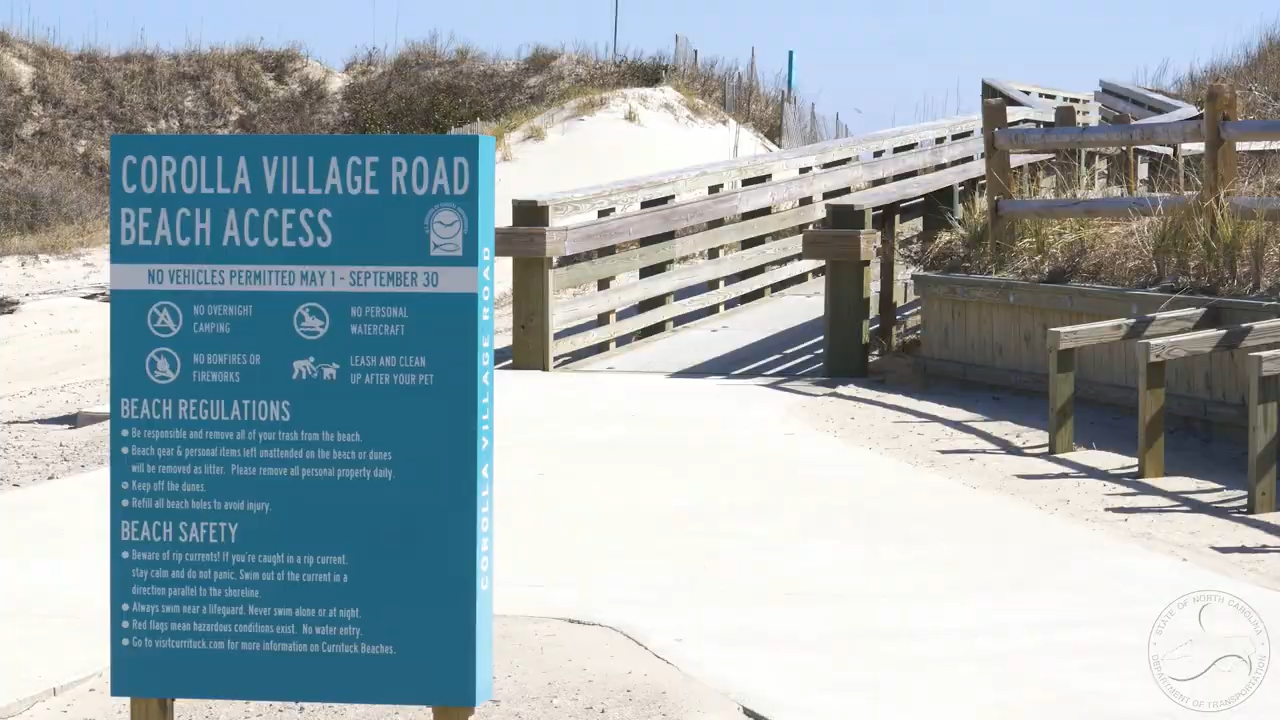 COROLLA VILLAGE ROAD
BEACH ACCESS
NO VEHICLES PERMITTED MAY 1 - SEPTEMBER 30
NO OVERNIGHT
CAMPING
NO PERSONAL
WATERCRAFT
NO BONFIRES OR
FIREWORKS
LEASH AND CLEAN
UP AFTER YOUR PET
BEACH REGULATIONS
Be responsible and remove all of your trash from the beach.
Beach gear & personal items left unattended on the beach or dunes
will be removed as litter. Please remove all personal property daily.
Keep off the dunes.
Refill all beach holes to avoid injury.
BEACH SAFETY
Beware of rip currents! If you're caught in a rip current,
stay calm and do not panic. Swim out of the current in a
direction parallel to the shoreline.
Always swim near a lifeguard. Never swim alone or at night.
Red flags mean hazardous conditions exist. No water entry.
Go to visitcurrituck.com for more information on Currituck Beaches.
COROLLA VILLAGE ROAD
STATE OF NORTH CAROLINA
DEPARTMENT OF TRANSPORTATION